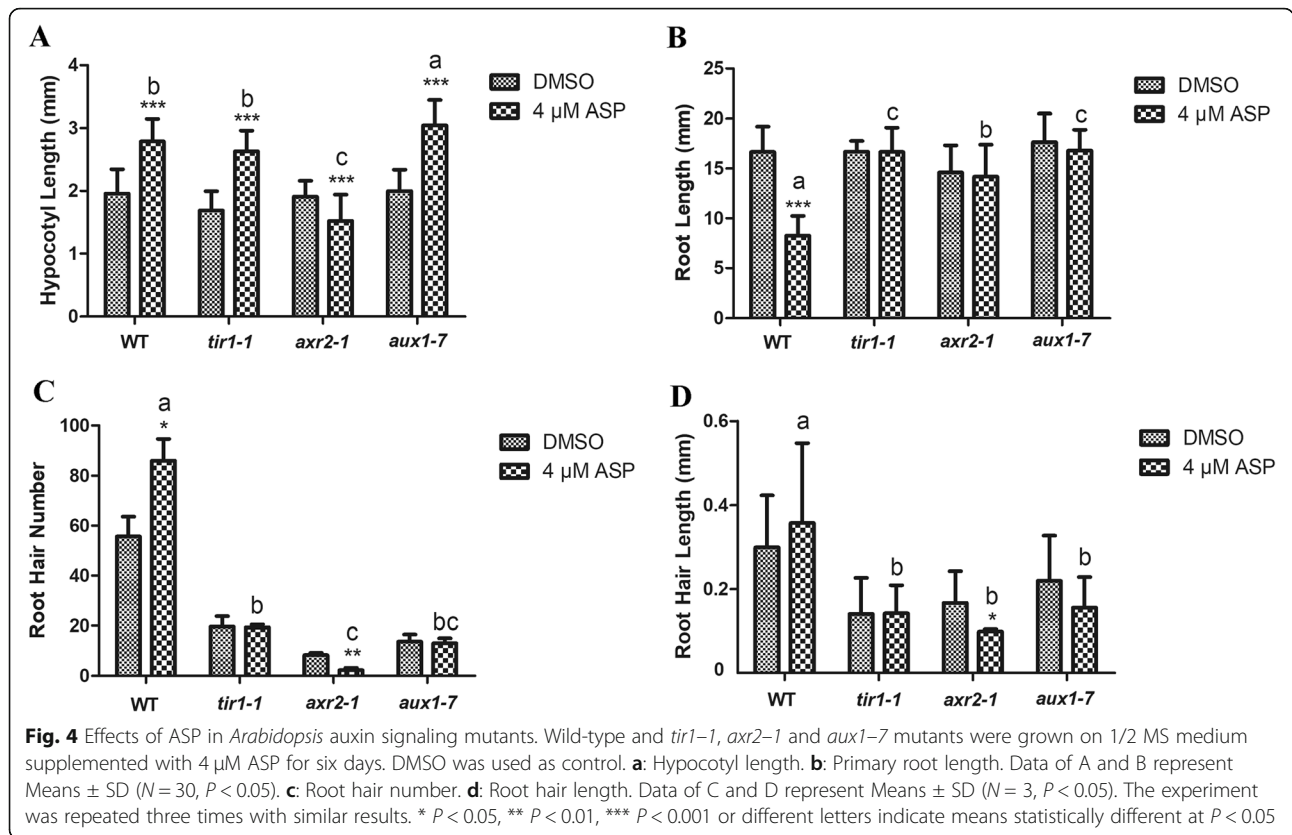 A
B
4
3
2
1
0
Hypocotyl Length (mm)
b
***
b
***
c
***
a
***
DMSO
4 µM ASP
WT
tir1-1
axr2-1
aux1-7
25
20
15
10
5
0
Root Length (mm)
a
***
c
b
c
DMSO
4 µM ASP
WT
tir1-1
axr2-1
aux1-7
C
D
100
80
60
40
20
0
Root Hair Number
a
*
b
c
**
bc
DMSO
4 µM ASP
WT
tir1-1
axr2-1
aux1-7
0.6
0.4
0.2
0
Root Hair Length (mm)
a
b
b
*
b
DMSO
4 µM ASP
WT
tir1-1
axr2-1
aux1-7
Fig. 4 Effects of ASP in Arabidopsis auxin signaling mutants. Wild-type and tir1–1, axr2–1 and aux1–7 mutants were grown on 1/2 MS medium
supplemented with 4 μM ASP for six days. DMSO was used as control. a: Hypocotyl length. b: Primary root length. Data of A and B represent
Means ± SD (N = 30, P < 0.05). c: Root hair number. d: Root hair length. Data of C and D represent Means ± SD (N = 3, P < 0.05). The experiment
was repeated three times with similar results. * P < 0.05, ** P < 0.01, *** P < 0.001 or different letters indicate means statistically different at P < 0.05